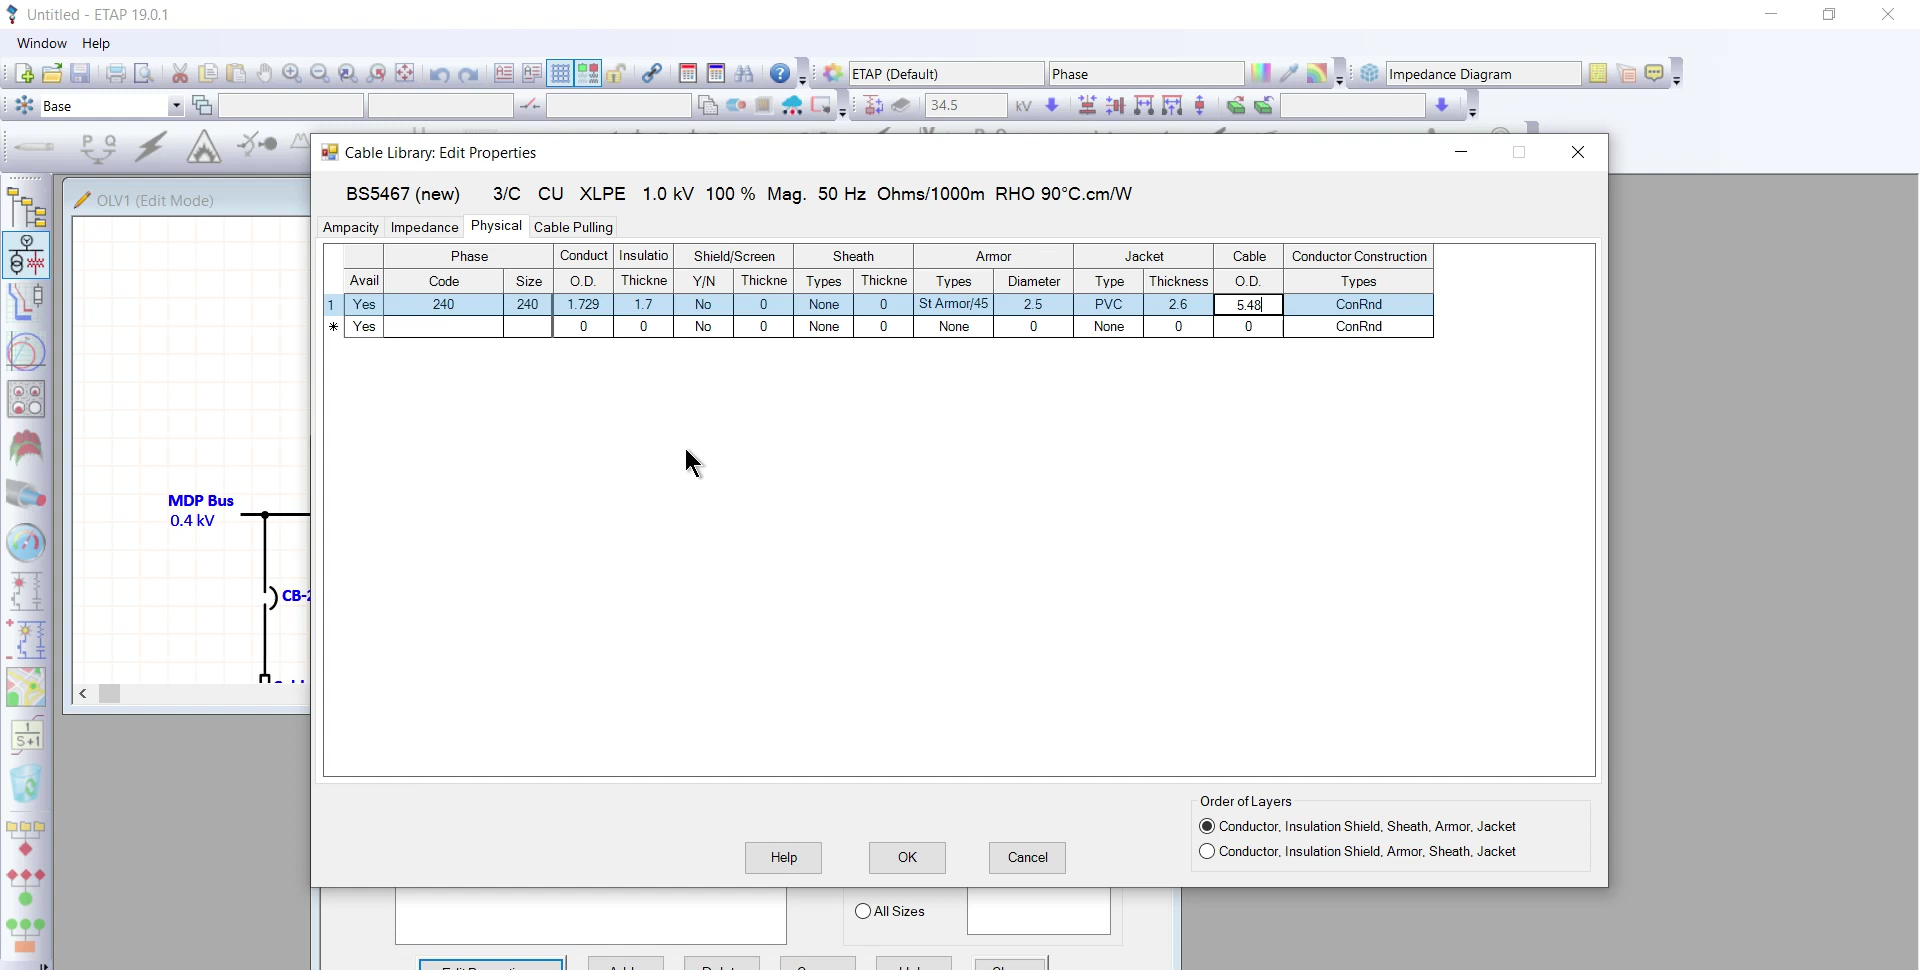 Untitled - ETAP 19.0.1
Window Help
ETAP (Default) Phase Impedance Diagram
Base 34.5 kV
P Q
OLV1 (Edit Mode)
Cable Library: Edit Properties
BS5467 (new) 3/C CU XLPE 1.0 kV 100 % Mag. 50 Hz Ohms/1000m RHO 90°C.cm/W
Ampacity Impedance Physical Cable Pulling
Phase Conduct Insulatio Shield/Screen Sheath Armor Jacket Cable Conductor Construction
Avail Code Size O.D. Thickne Y/N Thickne Types Thickne Types Diameter Type Thickness O.D. Types
1 Yes 240 240 1.729 1.7 No 0 None 0 St Armor/45 2.5 PVC 2.6 5.48 ConRnd
* Yes 0 0 No 0 None 0 None 0 None 0 0 ConRnd
MDP Bus
0.4 kV
CB-2
1
S+1
Order of Layers
Conductor, Insulation Shield, Sheath, Armor, Jacket
Conductor, Insulation Shield, Armor, Sheath, Jacket
Help OK Cancel
All Sizes